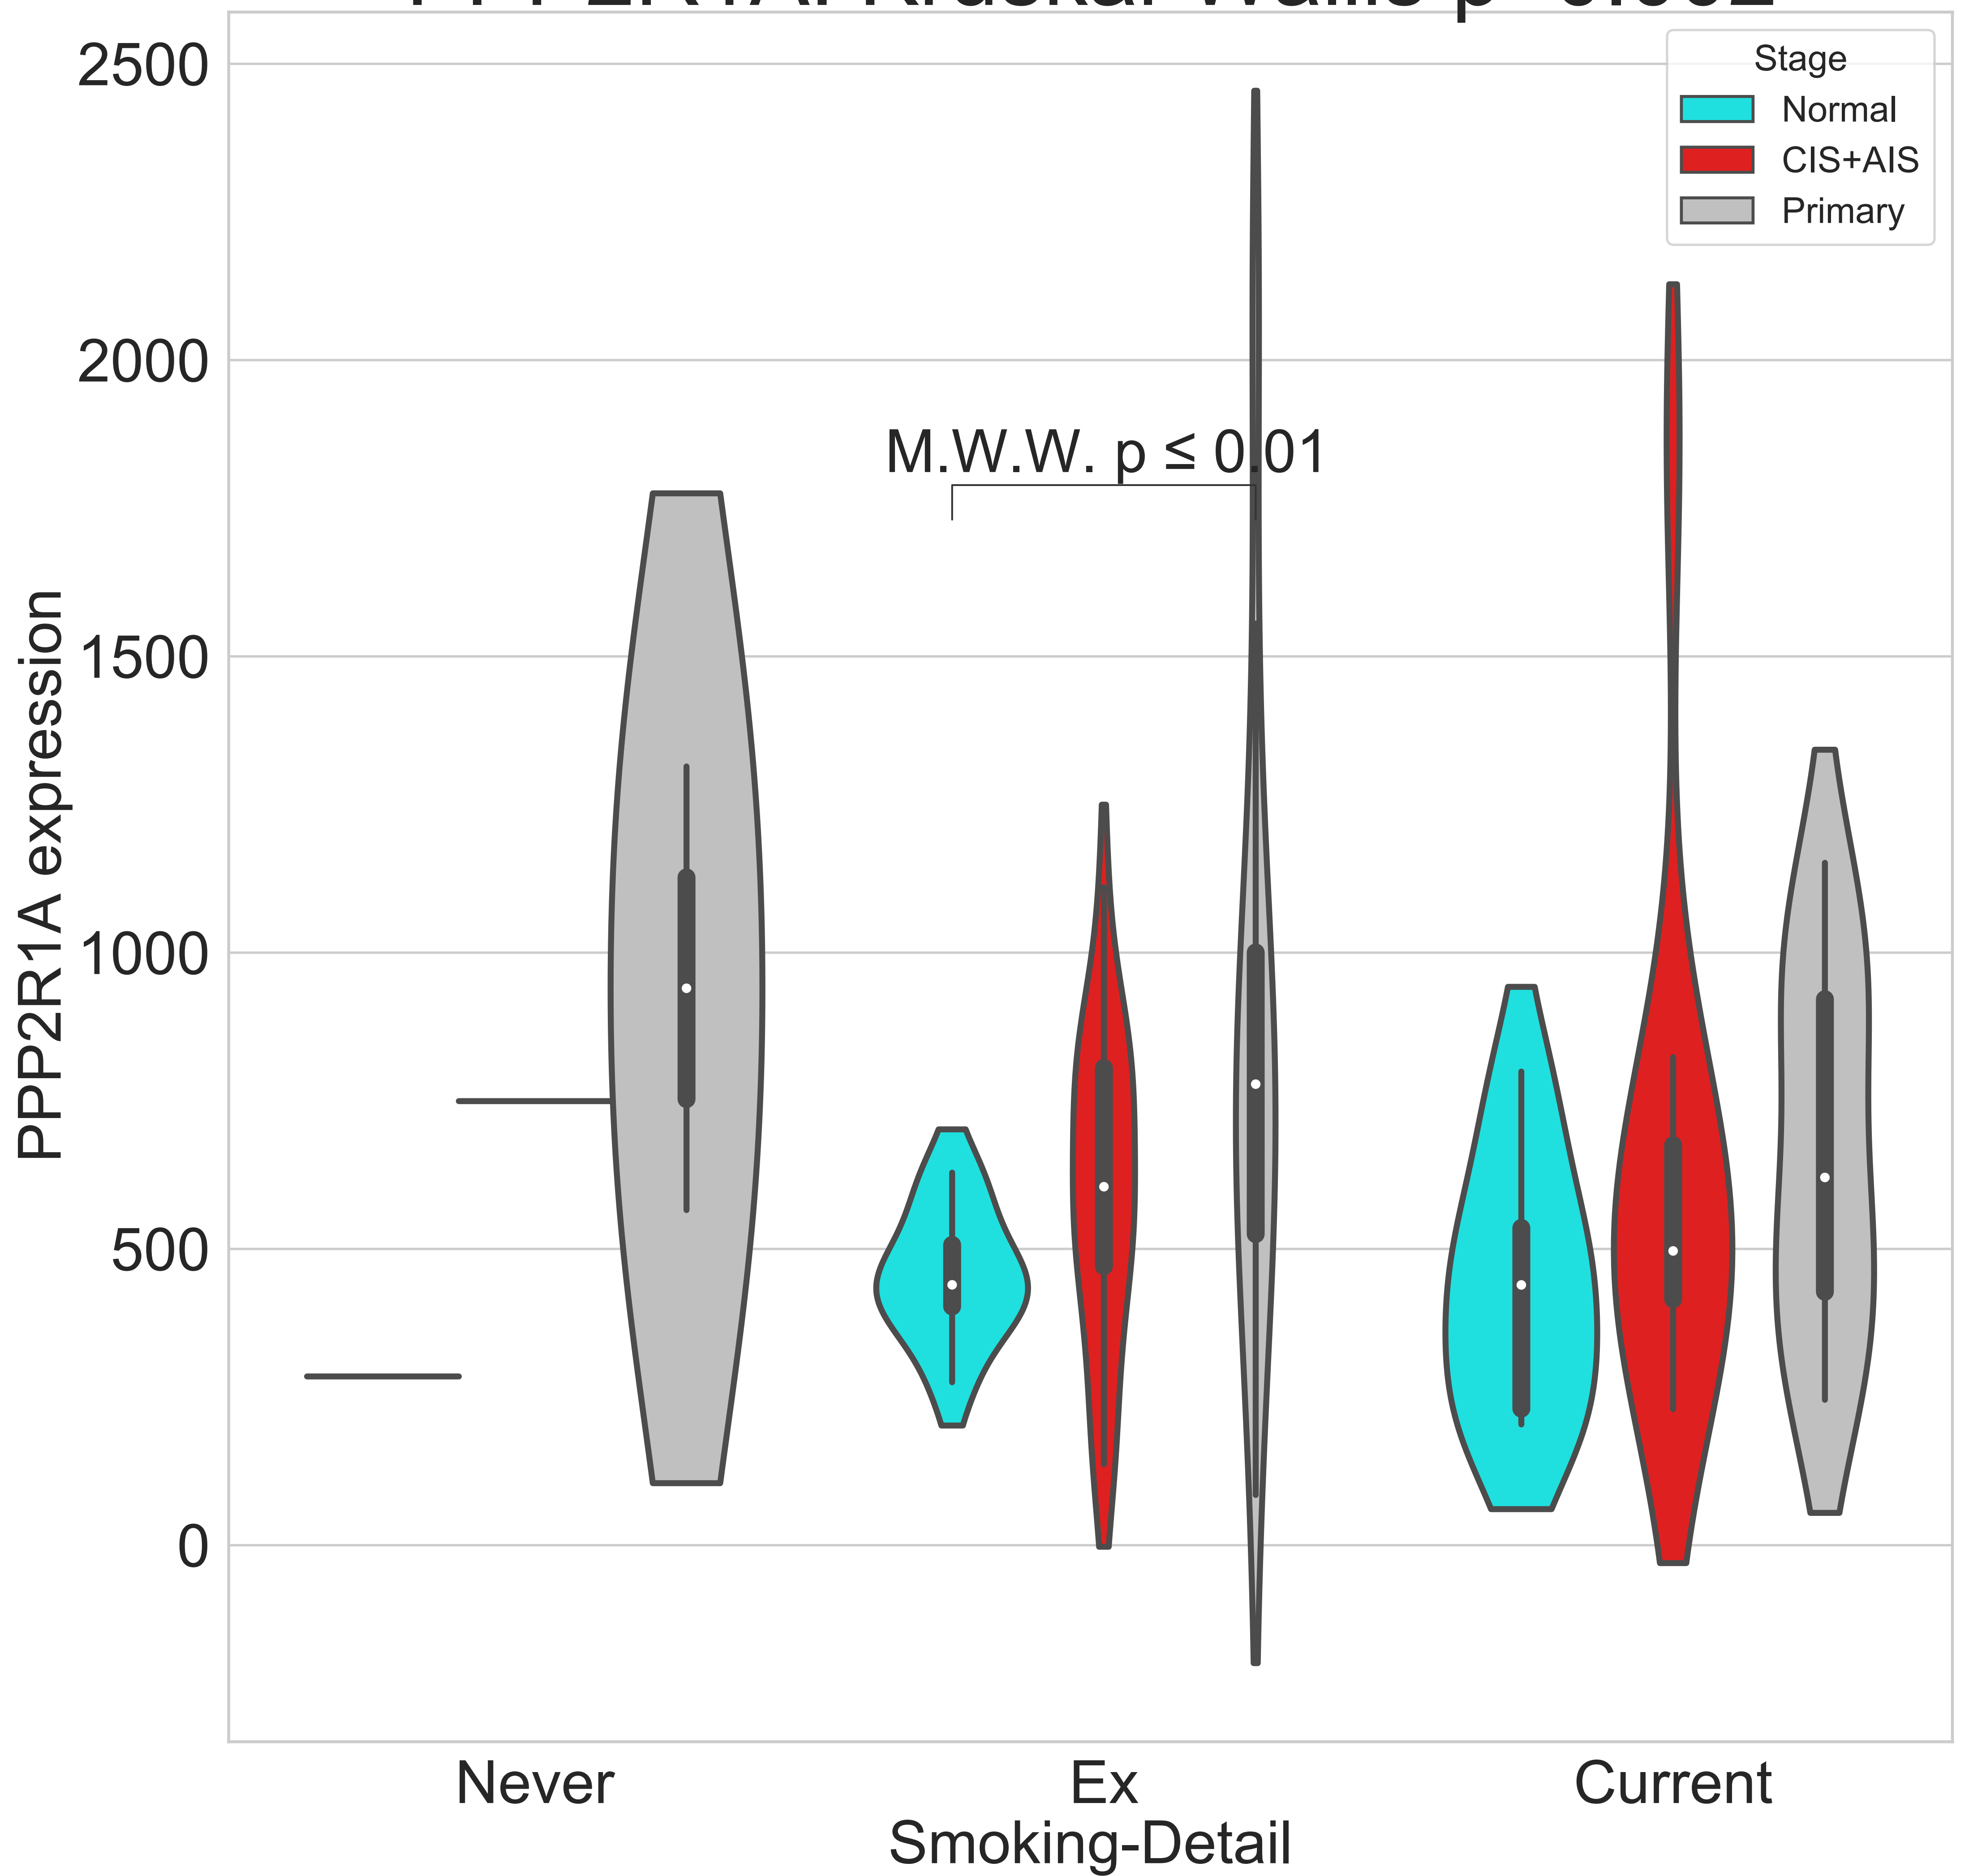 2500
2000
1500
1000
500
0
PPP2R1A expression
Stage
Normal
CIS+AIS
Primary
M.W.W. p ≤ 0.01
Never
Ex
Current
Smoking-Detail